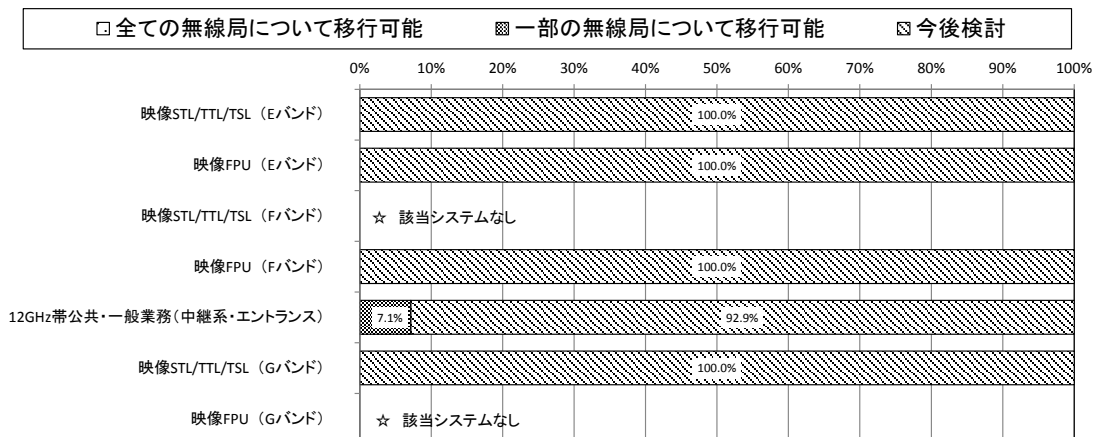 全ての無線局について移行可能 一部の無線局について移行可能 今後検討
0% 10% 20% 30% 40% 50% 60% 70% 80% 90% 100%
映像STL/TTL/TSL（Eバンド） 100.0%
映像FPU（Eバンド） 100.0%
映像STL/TTL/TSL（Fバンド） ☆ 該当システムなし
映像FPU（Fバンド） 100.0%
12GHz帯公共・一般業務（中継系・エントランス） 7.1% 92.9%
映像STL/TTL/TSL（Gバンド） 100.0%
映像FPU（Gバンド） ☆ 該当システムなし